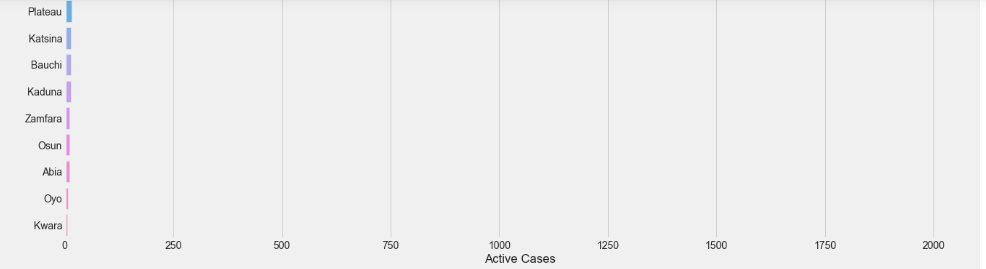 Plateau
Katsina
Bauchi
Kaduna
Zamfara
Osun
Abia
Oyo
Kwara
0 250 500 750 1000 1250 1500 1750 2000
Active Cases